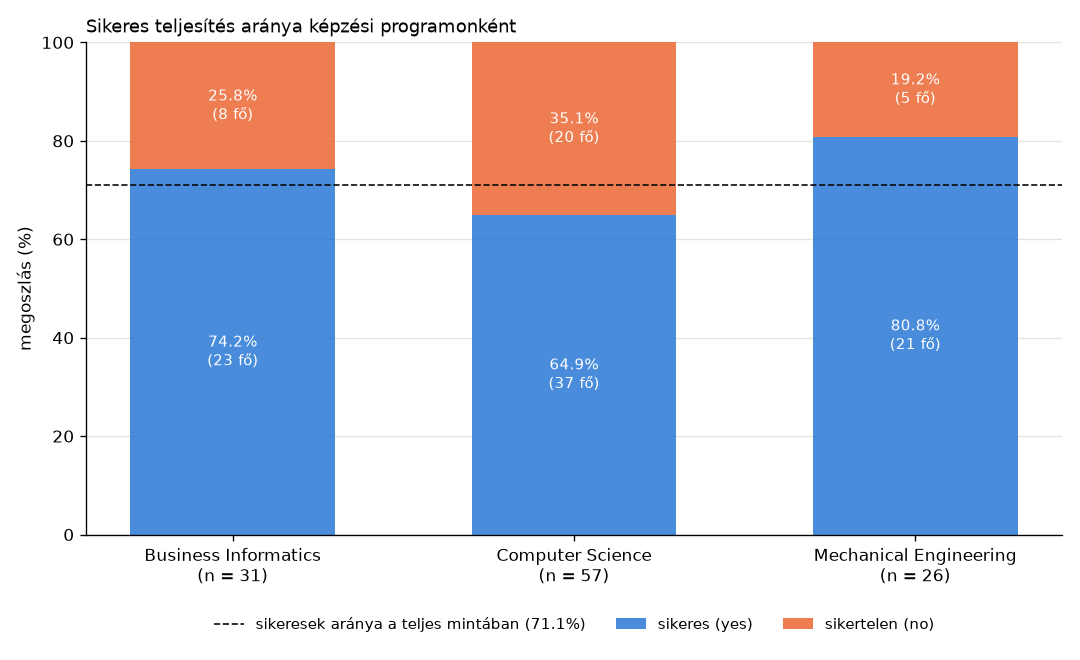 Sikeres teljesítés aránya képzési programonként
megoszlás (%)
100
80
60
40
20
0
25.8%
(8 fő)
35.1%
(20 fő)
19.2%
(5 fő)
74.2%
(23 fő)
64.9%
(37 fő)
80.8%
(21 fő)
Business Informatics
(n = 31)
Computer Science
(n = 57)
Mechanical Engineering
(n = 26)
sikeresek aránya a teljes mintában (71.1%)
sikeres (yes)
sikertelen (no)